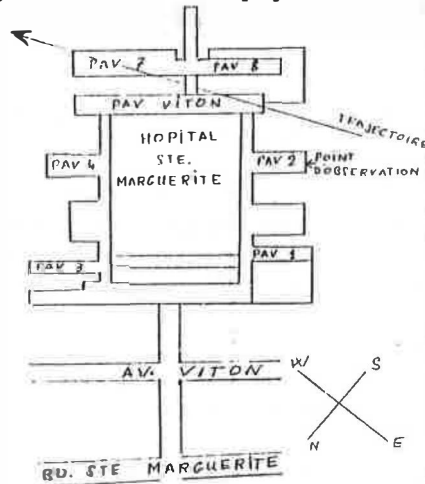 PAV 7
PAV 8
PAV VITON
TRAJECTOIRE
HOPITAL
STE.
MARGUERITE
PAV 4
PAV 2
POINT
D'OBSERVATION
PAV 3
PAV 1
AV. VITON
W
S
N
E
BD. STE MARGUERITE